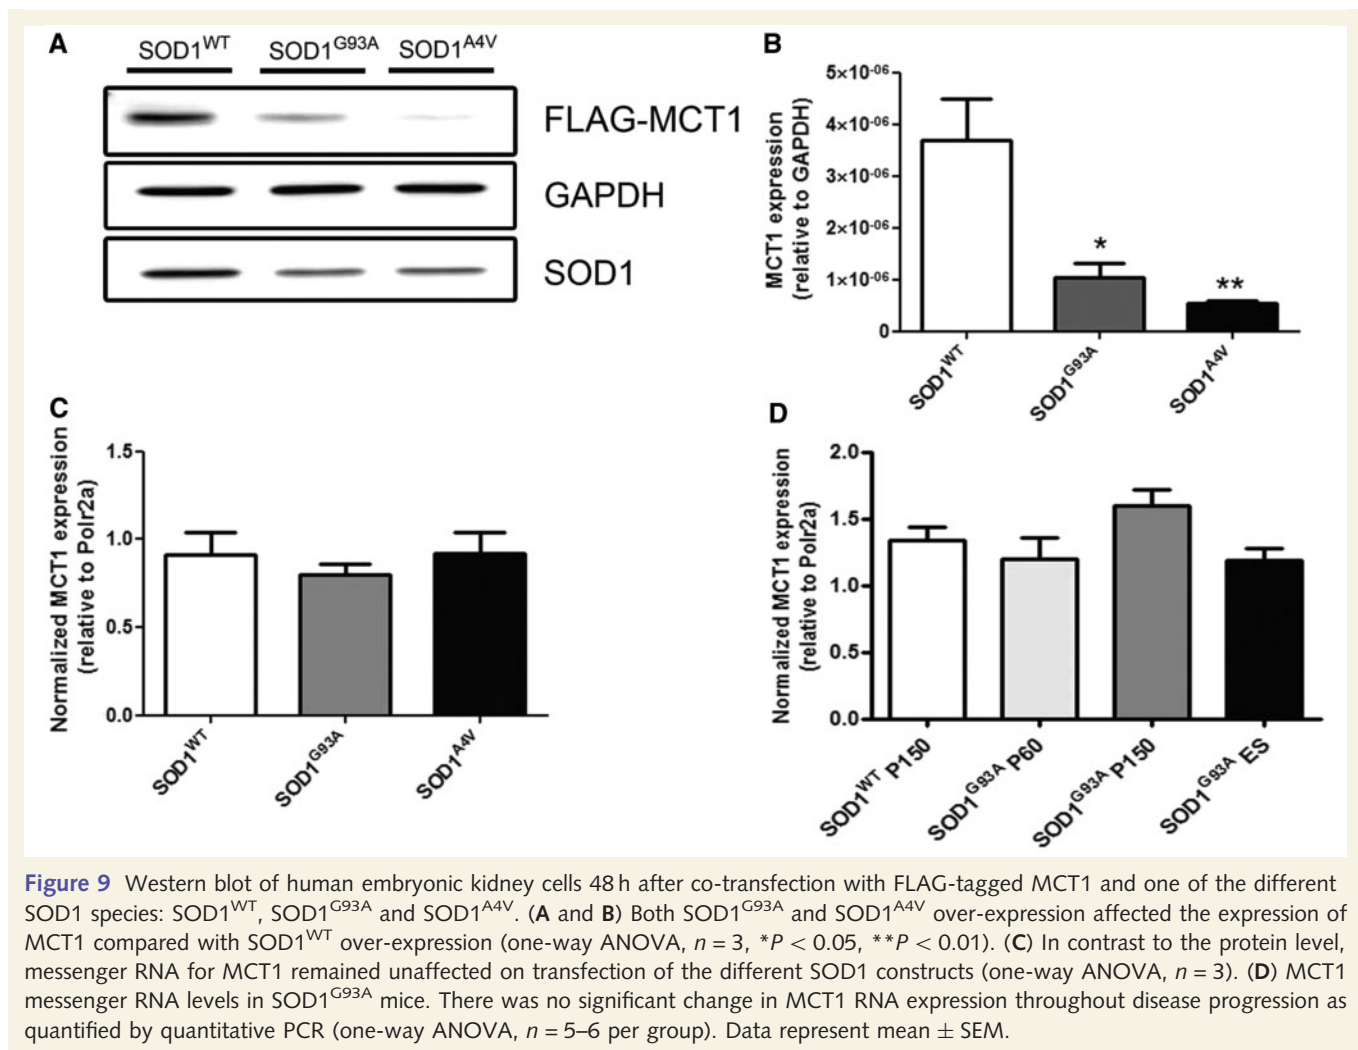 A
SOD1WT SOD1G93A SOD1A4V
FLAG-MCT1
GAPDH
SOD1
B
MCT1 expression
(relative to GAPDH)
5×10-06
4×10-06
3×10-06
2×10-06
1×10-06
0
*
**
SOD1WT
SOD1G93A
SOD1A4V
C
Normalized MCT1 expression
(relative to Polr2a)
1.5
1.0
0.5
0.0
SOD1WT
SOD1G93A
SOD1A4V
D
Normalized MCT1 expression
(relative to Polr2a)
2.0
1.5
1.0
0.5
0.0
SOD1WT P150
SOD1G93A P60
SOD1G93A P150
SOD1G93A ES
Figure 9 Western blot of human embryonic kidney cells 48 h after co-transfection with FLAG-tagged MCT1 and one of the different
SOD1 species: SOD1WT, SOD1G93A and SOD1A4V. (A and B) Both SOD1G93A and SOD1A4V over-expression affected the expression of
MCT1 compared with SOD1WT over-expression (one-way ANOVA, n = 3, *P < 0.05, **P < 0.01). (C) In contrast to the protein level,
messenger RNA for MCT1 remained unaffected on transfection of the different SOD1 constructs (one-way ANOVA, n = 3). (D) MCT1
messenger RNA levels in SOD1G93A mice. There was no significant change in MCT1 RNA expression throughout disease progression as
quantified by quantitative PCR (one-way ANOVA, n = 5–6 per group). Data represent mean ± SEM.